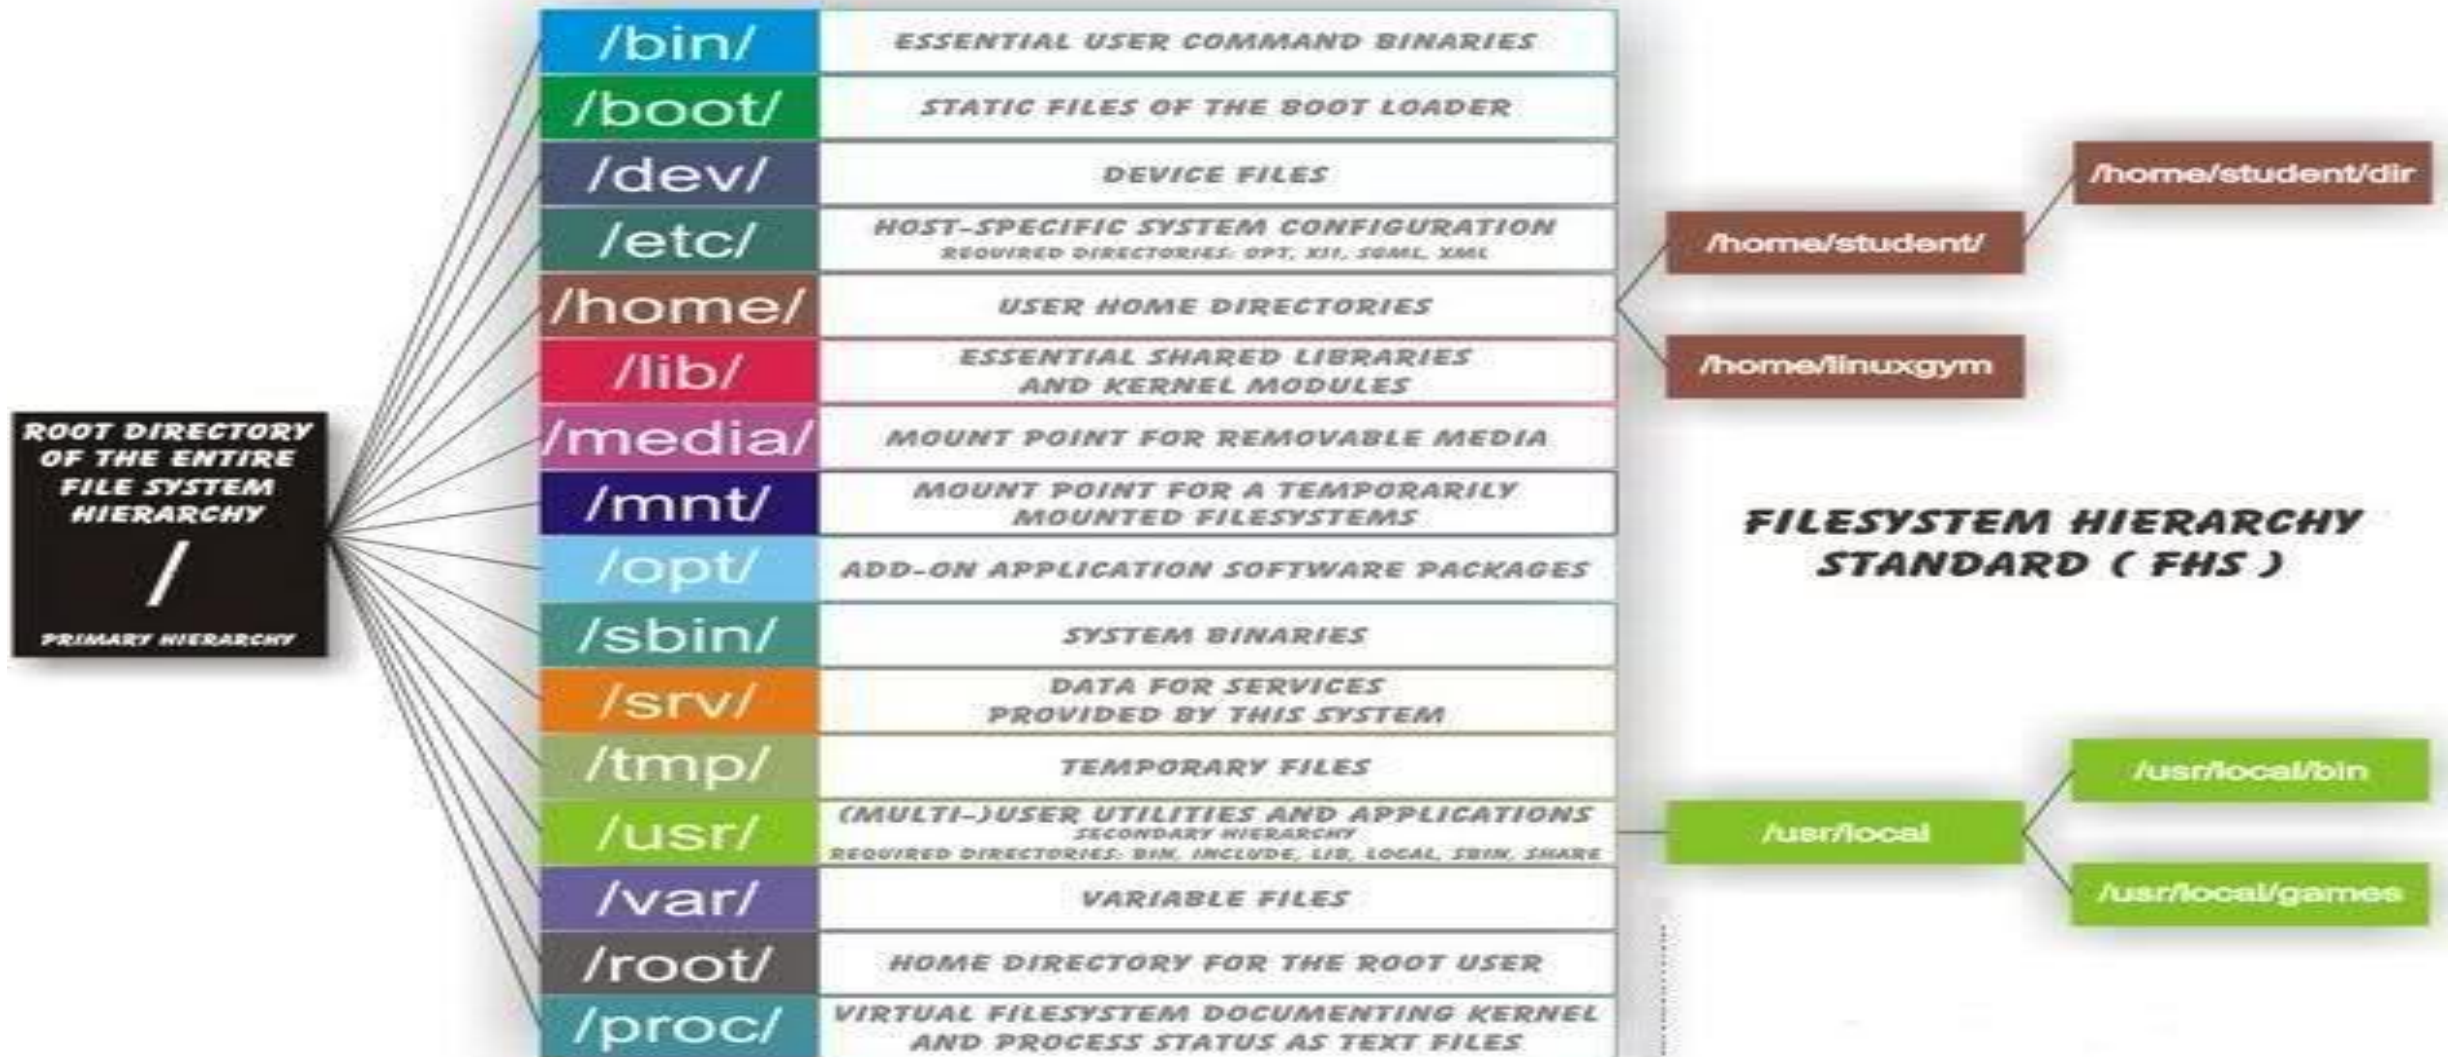 /bin/ ESSENTIAL USER COMMAND BINARIES
/boot/ STATIC FILES OF THE BOOT LOADER
/dev/ DEVICE FILES
/etc/ HOST-SPECIFIC SYSTEM CONFIGURATION
REQUIRED DIRECTORIES: OPT, X11, SGML, XML
/home/ USER HOME DIRECTORIES
/lib/ ESSENTIAL SHARED LIBRARIES
AND KERNEL MODULES
/media/ MOUNT POINT FOR REMOVABLE MEDIA
/mnt/ MOUNT POINT FOR A TEMPORARILY
MOUNTED FILESYSTEMS
/opt/ ADD-ON APPLICATION SOFTWARE PACKAGES
/sbin/ SYSTEM BINARIES
/srv/ DATA FOR SERVICES
PROVIDED BY THIS SYSTEM
/tmp/ TEMPORARY FILES
/usr/ (MULTI-)USER UTILITIES AND APPLICATIONS
SECONDARY HIERARCHY
REQUIRED DIRECTORIES: BIN, INCLUDE, LIB, LOCAL, SBIN, SHARE
/var/ VARIABLE FILES
/root/ HOME DIRECTORY FOR THE ROOT USER
/proc/ VIRTUAL FILESYSTEM DOCUMENTING KERNEL
AND PROCESS STATUS AS TEXT FILES
ROOT DIRECTORY
OF THE ENTIRE
FILE SYSTEM
HIERARCHY
/
PRIMARY HIERARCHY
/home/student/dir
/home/student/
/home/linuxgym
FILESYSTEM HIERARCHY
STANDARD ( FHS )
/usr/local/bin
/usr/local
/usr/local/games